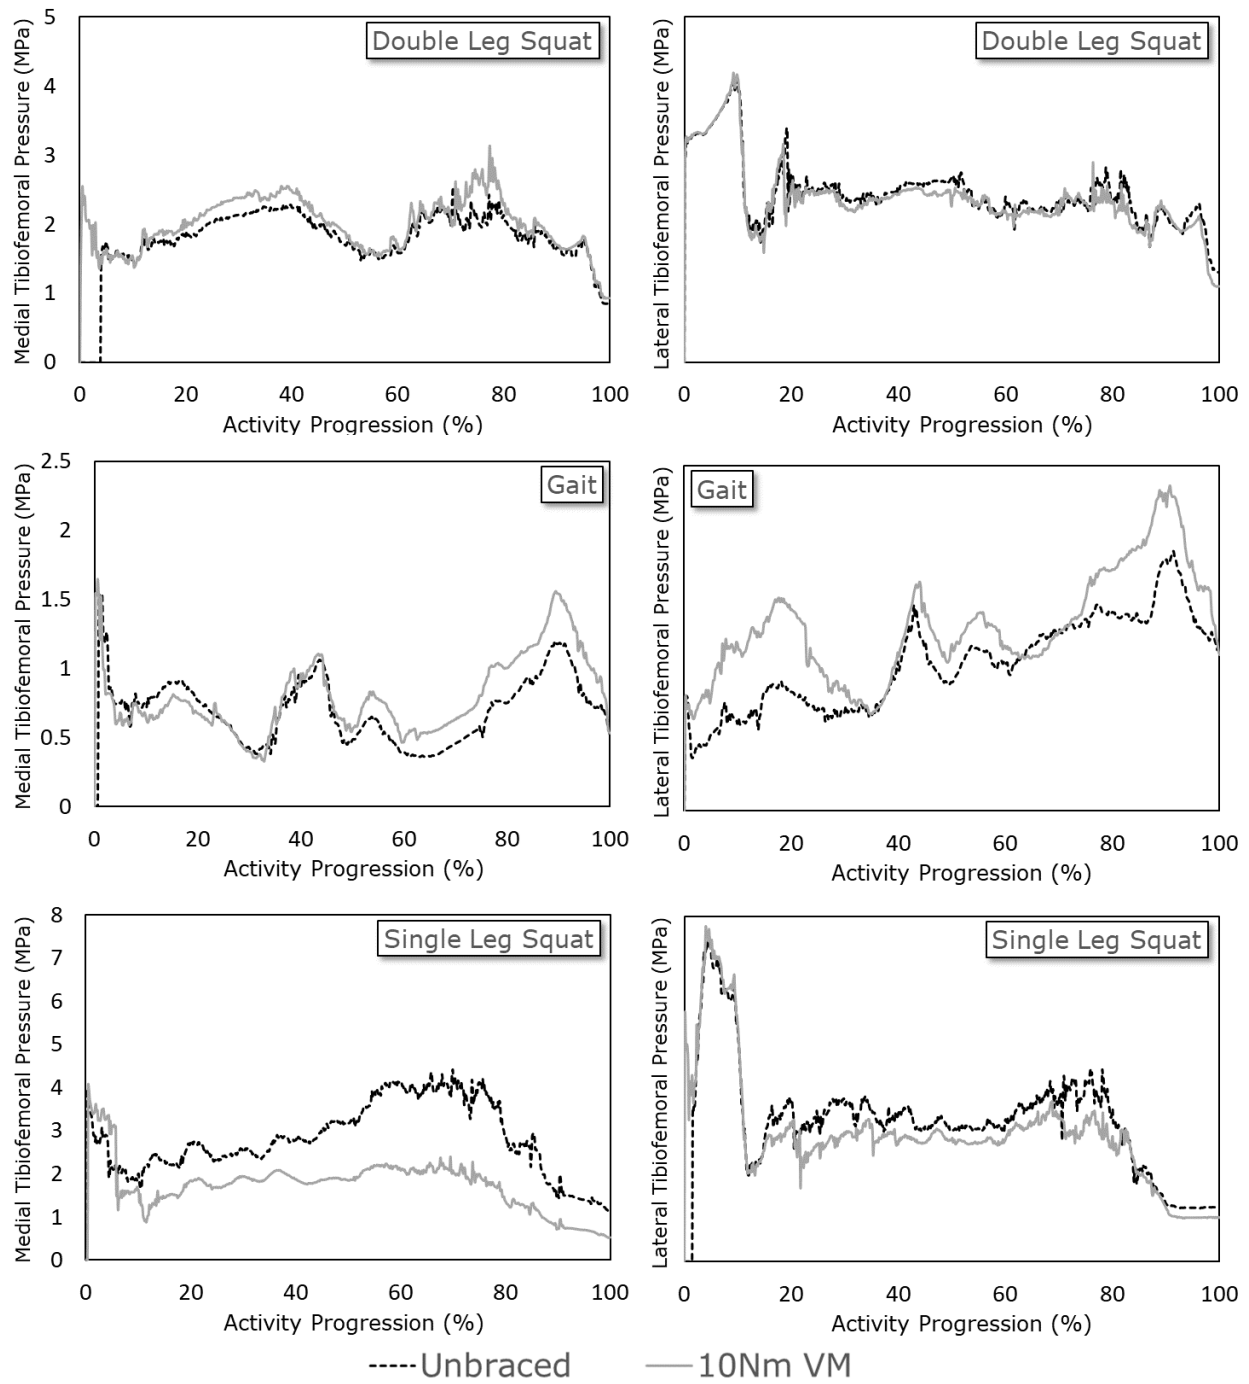 Medial Tibiofemoral Pressure (MPa)
5
4
3
2
1
0
Double Leg Squat
0 20 40 60 80 100
Activity Progression (%)
Lateral Tibiofemoral Pressure (MPa)
Double Leg Squat
0 20 40 60 80 100
Activity Progression (%)
Medial Tibiofemoral Pressure (MPa)
2.5
2
1.5
1
0.5
0
Gait
0 20 40 60 80 100
Activity Progression (%)
Lateral Tibiofemoral Pressure (MPa)
Gait
0 20 40 60 80 100
Activity Progression (%)
Medial Tibiofemoral Pressure (MPa)
8
7
6
5
4
3
2
1
0
Single Leg Squat
0 20 40 60 80 100
Activity Progression (%)
Lateral Tibiofemoral Pressure (MPa)
Single Leg Squat
0 20 40 60 80 100
Activity Progression (%)
Unbraced 10Nm VM